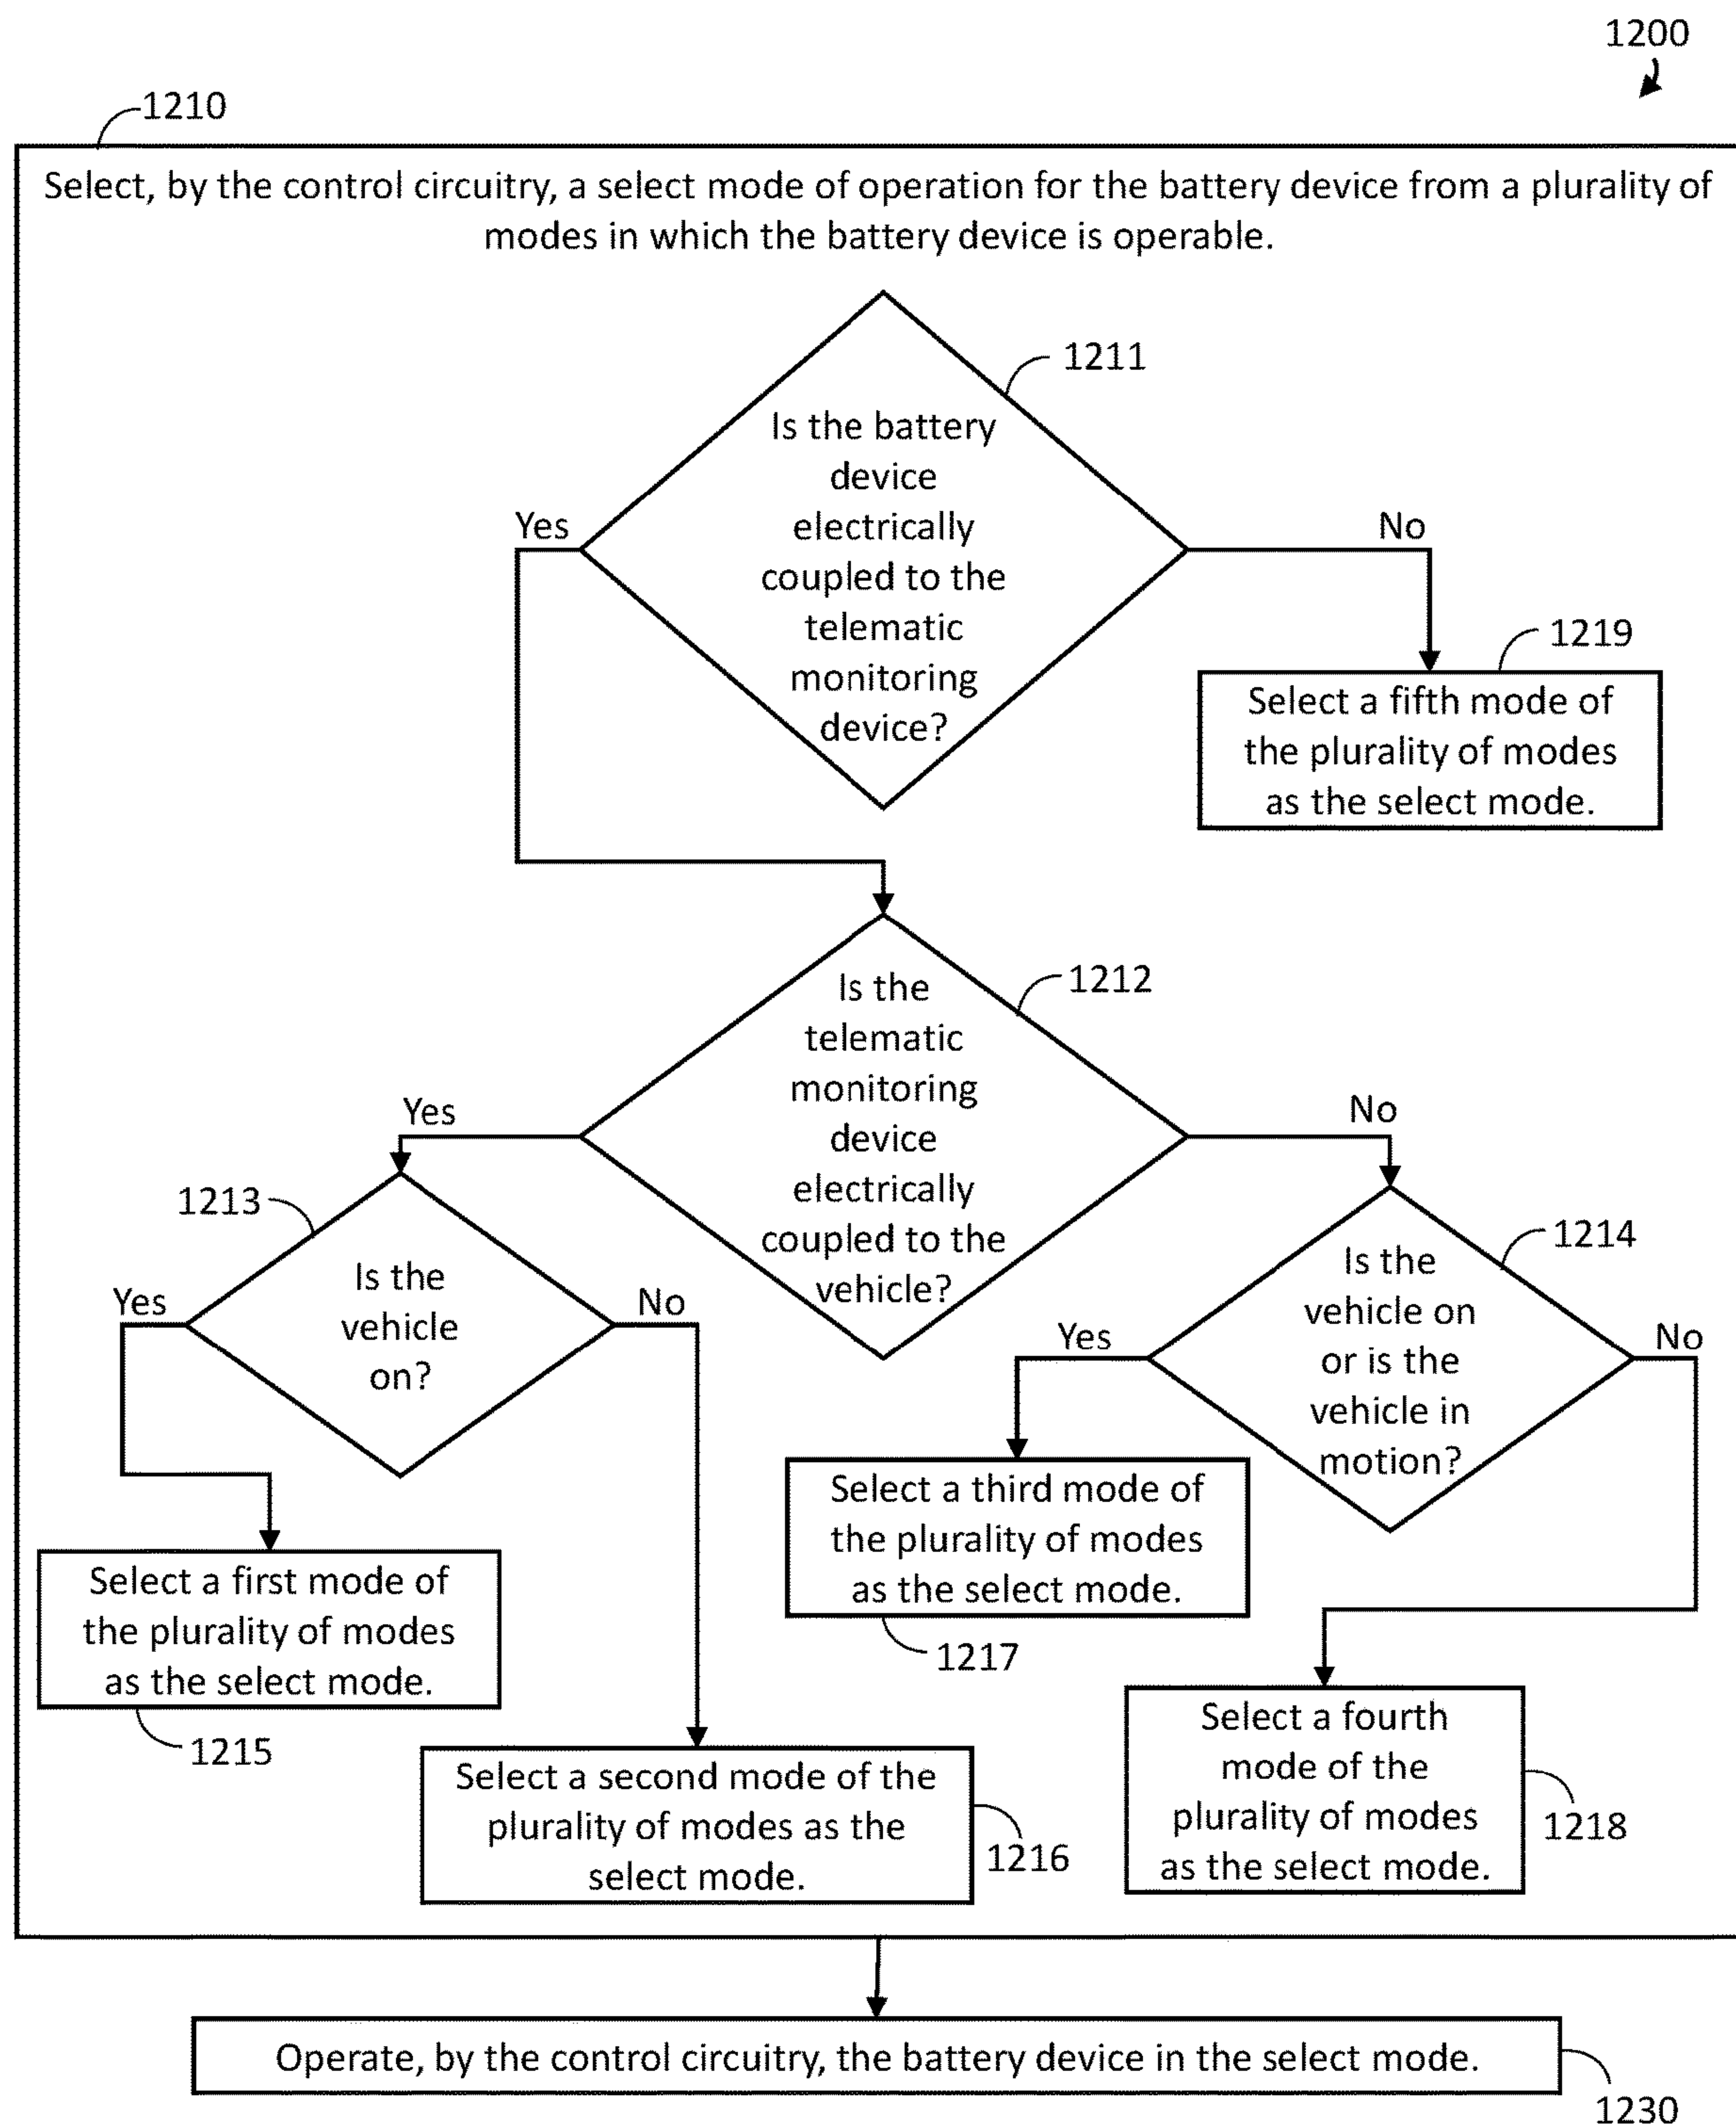 1200
1210
Select, by the control circuitry, a select mode of operation for the battery device from a plurality of
modes in which the battery device is operable.
1211
Is the battery
device
electrically
coupled to the
telematic
monitoring
device?
Yes
No
1219
Select a fifth mode of
the plurality of modes
as the select mode.
1212
Is the
telematic
monitoring
device
electrically
coupled to the
vehicle?
Yes
No
1213
Is the
vehicle
on?
Yes
No
1214
Is the
vehicle on
or is the
vehicle in
motion?
Yes
No
Select a first mode of
the plurality of modes
as the select mode.
1215
Select a second mode of the
plurality of modes as the
select mode.
1216
Select a third mode of
the plurality of modes
as the select mode.
1217
Select a fourth
mode of the
plurality of modes
as the select mode.
1218
Operate, by the control circuitry, the battery device in the select mode.
1230